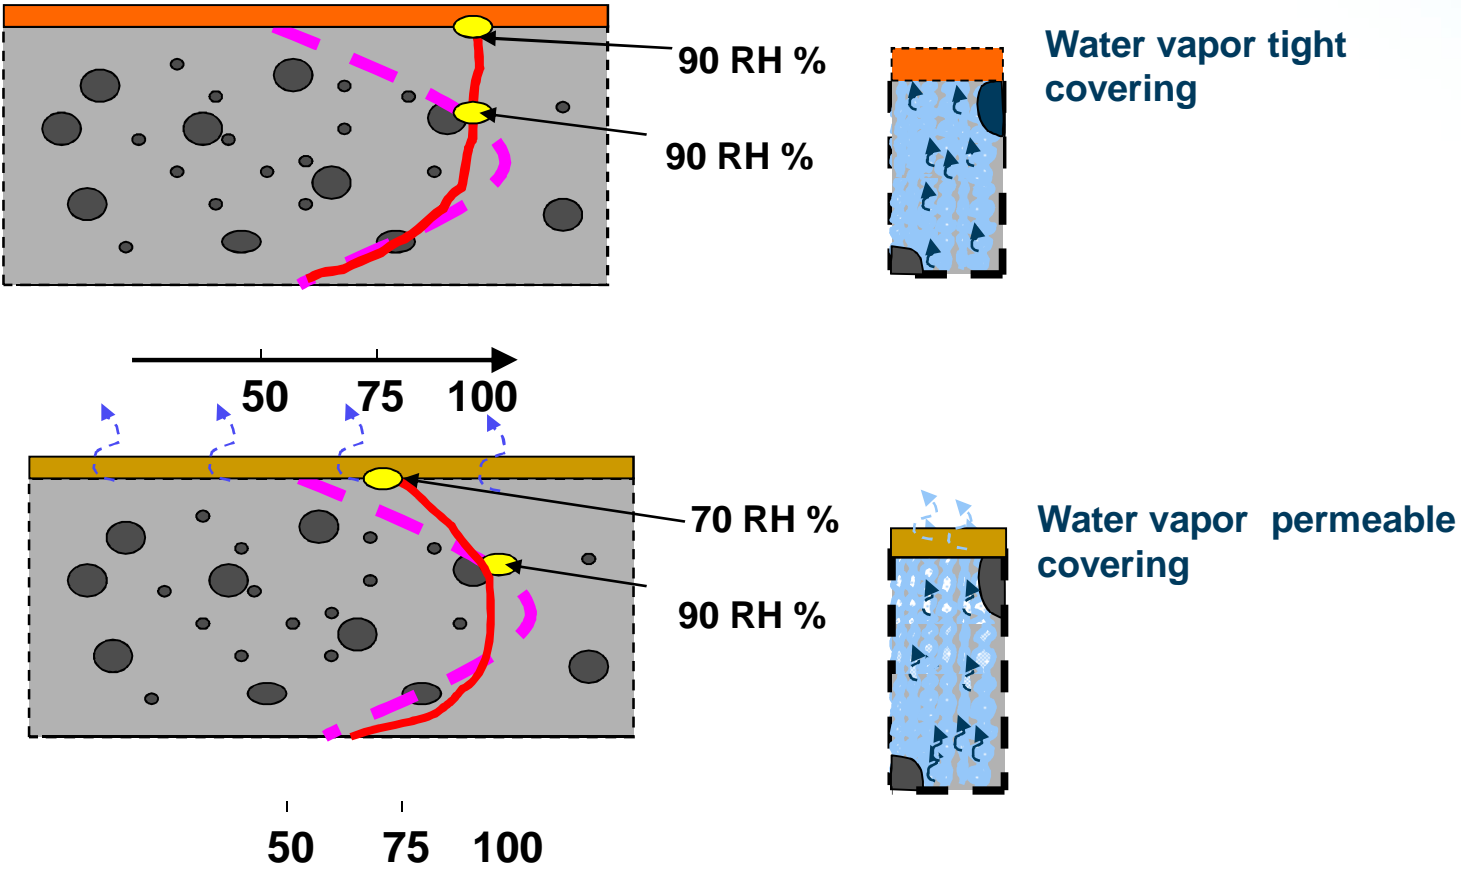 90 RH %
90 RH %
Water vapor tight
covering
50 75 100
70 RH %
90 RH %
Water vapor permeable
covering
50 75 100